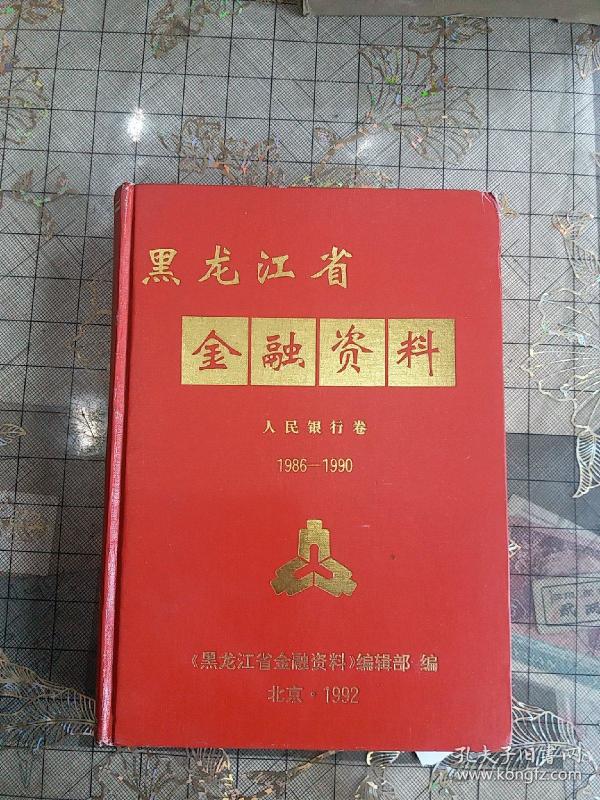 黑龙江省
金融资料
人民银行卷
1986—1990
《黑龙江省金融资料》编辑部 编
北京·1992
孔夫子旧书网
www.kongfz.com